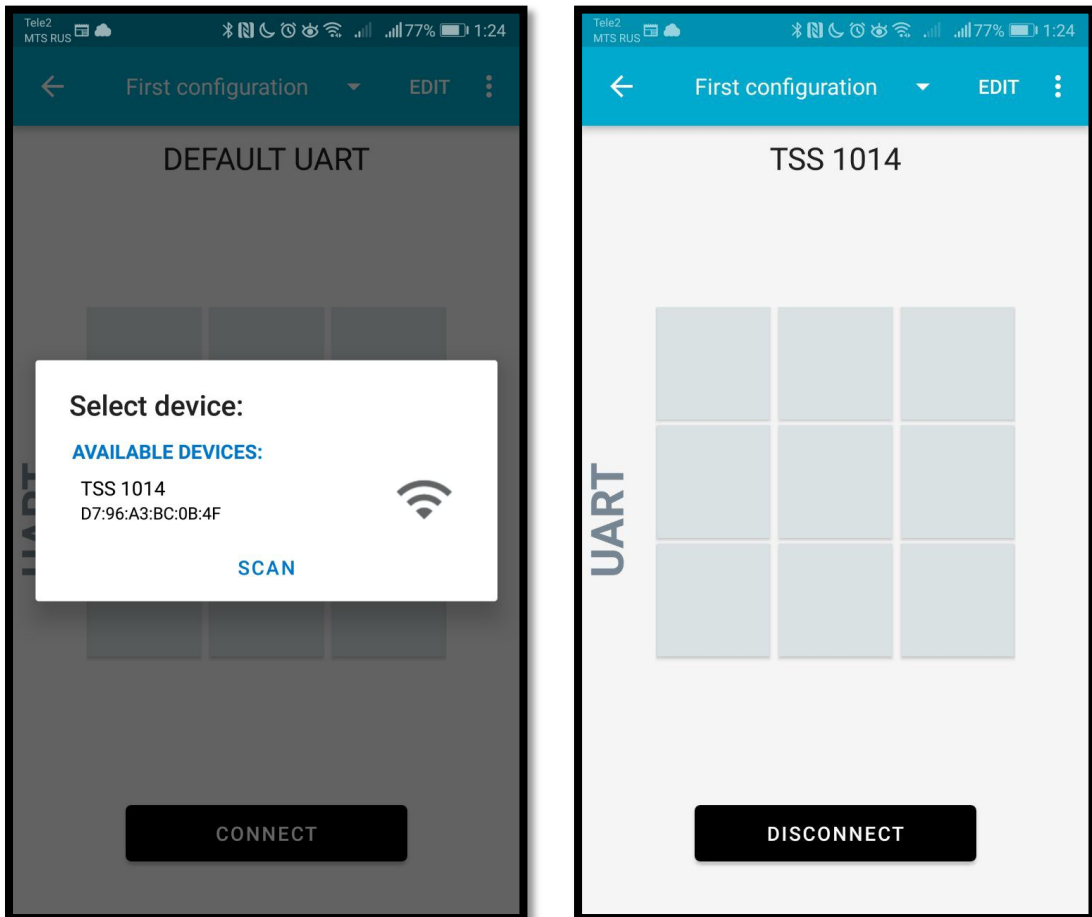 Tele2
MTS RUS
77% 1:24
First configuration EDIT
DEFAULT UART
Select device:
AVAILABLE DEVICES:
TSS 1014
D7:96:A3:BC:0B:4F
SCAN
UART
CONNECT
Tele2
MTS RUS
77% 1:24
First configuration EDIT
TSS 1014
UART
DISCONNECT